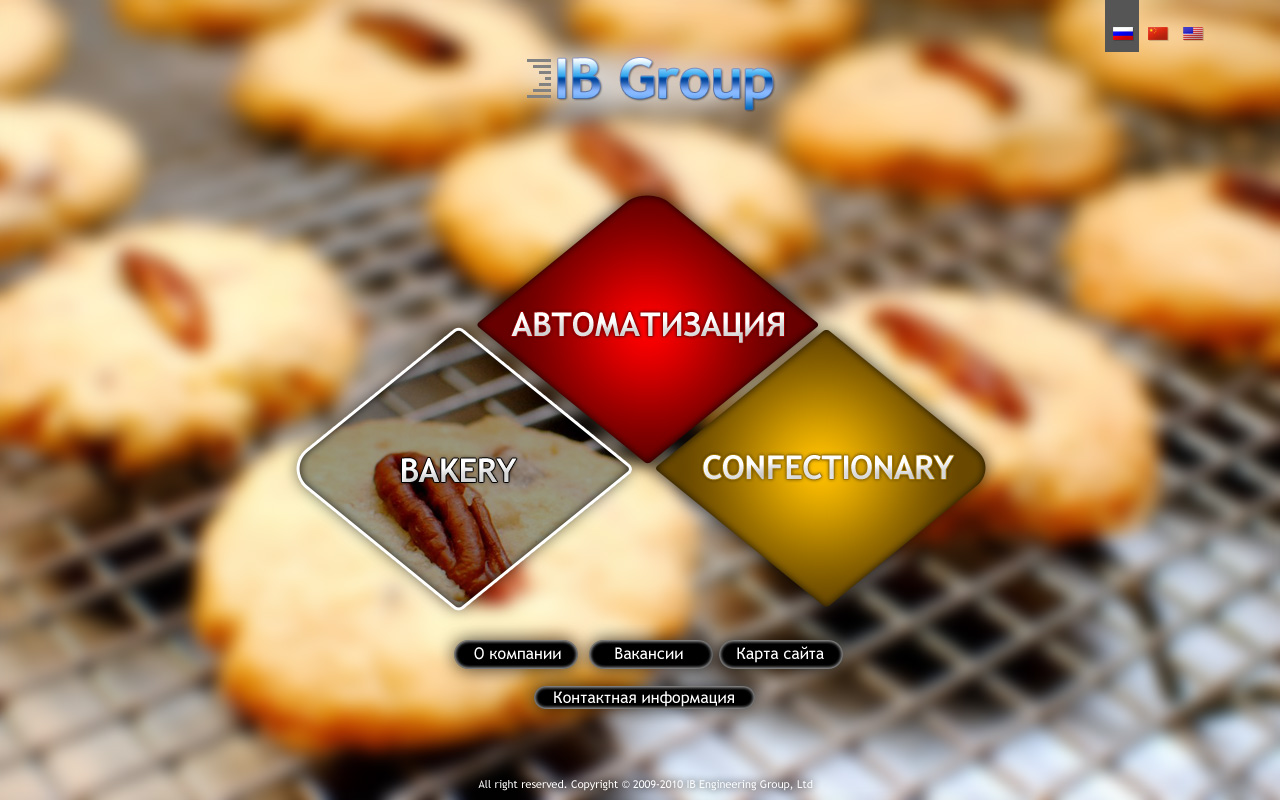 IB Group
АВТОМАТИЗАЦИЯ
BAKERY
CONFECTIONARY
О компании
Вакансии
Карта сайта
Контактная информация
All right reserved. Copyright © 2009-2010 IB Engineering Group, Ltd